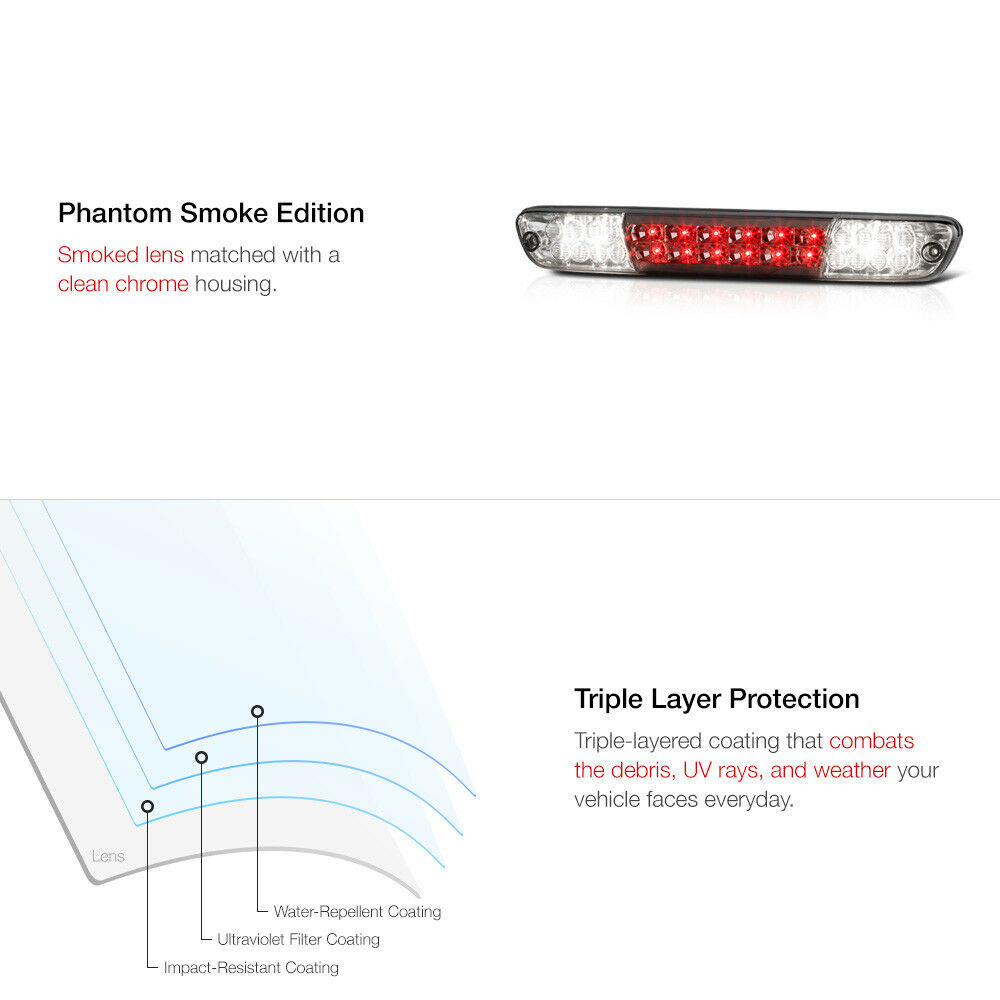 Phantom Smoke Edition
Smoked lens matched with a
clean chrome housing.
Triple Layer Protection
Triple-layered coating that combats
the debris, UV rays, and weather your
vehicle faces everyday.
Lens
Water-Repellent Coating
Ultraviolet Filter Coating
Impact-Resistant Coating